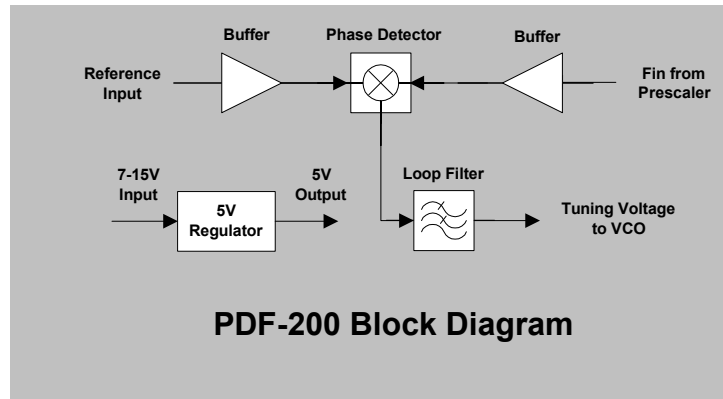 Buffer
Phase Detector
Buffer
Reference
Input
Fin from
Prescaler
7-15V
Input
5V
Output
Loop Filter
5V
Regulator
Tuning Voltage
to VCO
PDF-200 Block Diagram